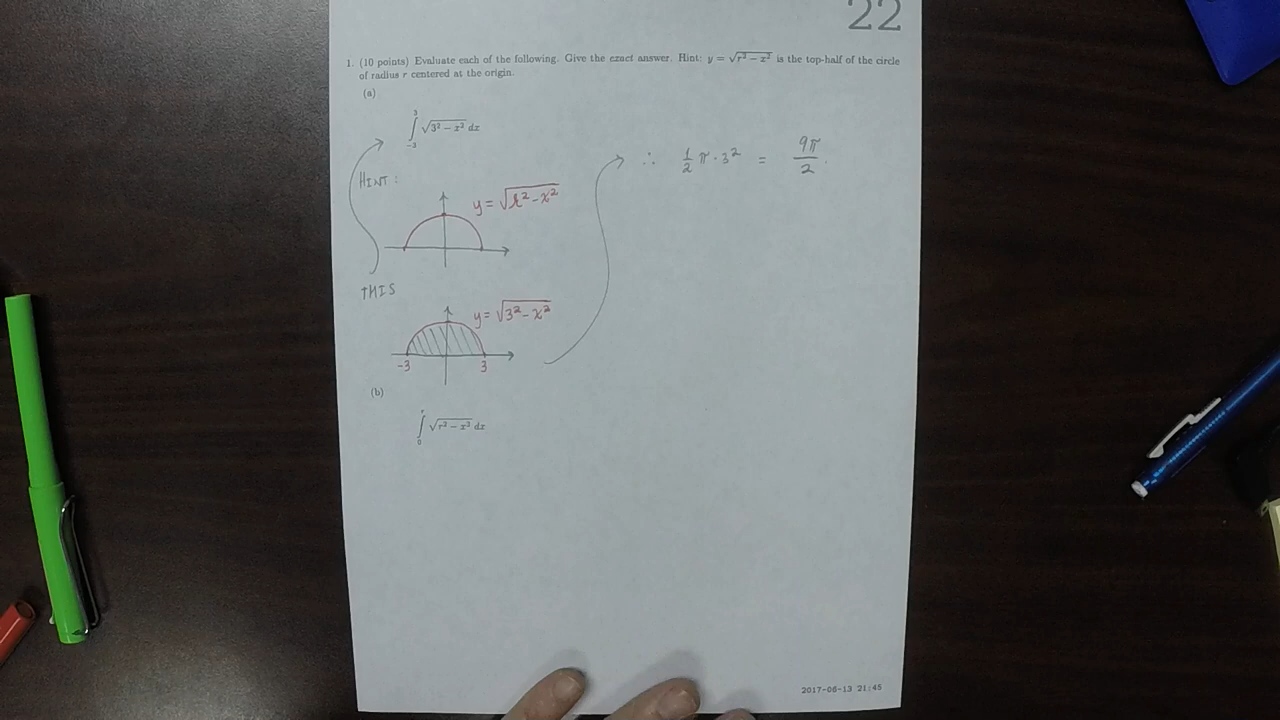 22
1. (10 points) Evaluate each of the following. Give the exact answer. Hint: y = √(r² − x²) is the top-half of the circle
of radius r centered at the origin.
(a)
∫₋₃³ √(3² − x²) dx
∴ ½ π · 3² = 9π/2.
HINT:
y = √(r² − x²)
THIS
y = √(3² − x²)
-3 3
(b)
∫₀ʳ √(r² − x²) dx
2017-06-13 21:45